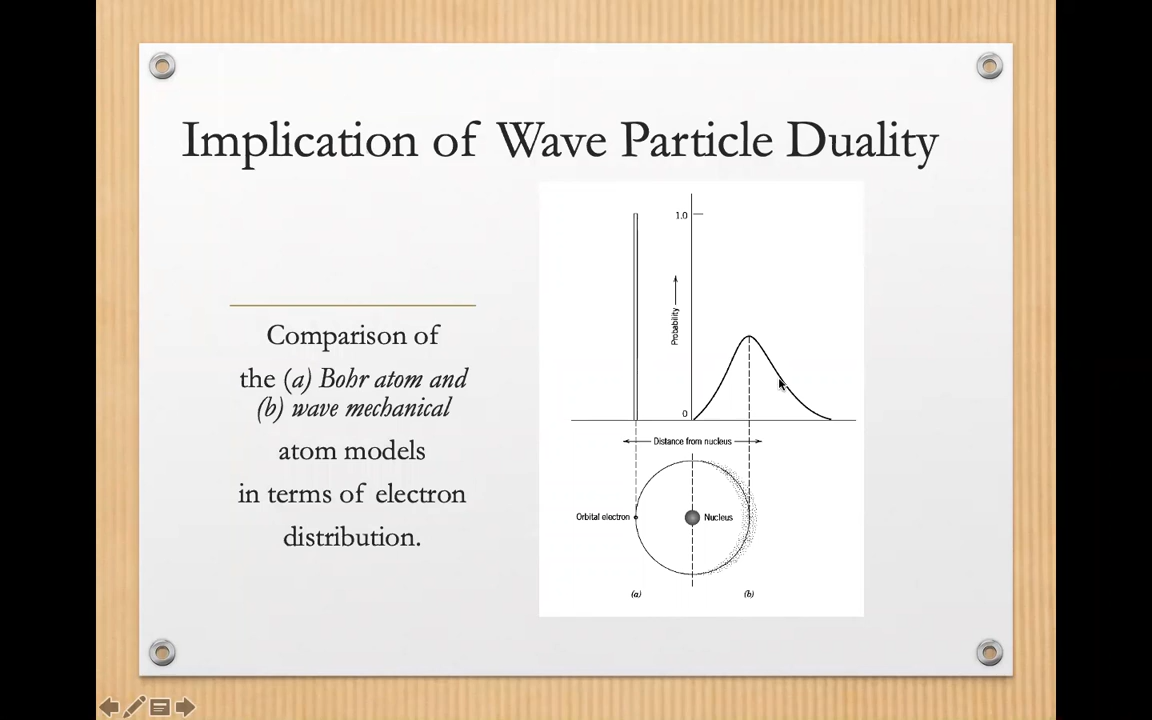 Implication of Wave Particle Duality
Comparison of
the (a) Bohr atom and
(b) wave mechanical
atom models
in terms of electron
distribution.
1.0
Probability
0
Distance from nucleus
Orbital electron
Nucleus
(a)
(b)